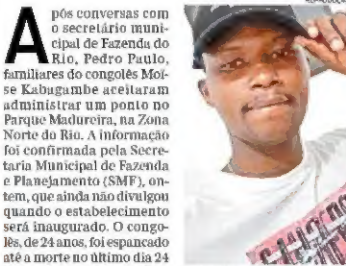 Após conversas com
o secretário muni-
cipal de Fazenda do
Rio, Pedro Paulo,
familiares do congolês Moï-
se Kabagambe aceitaram
administrar um ponto no
Parque Madureira, na Zona
Norte do Rio. A informação
foi confirmada pela Secre-
taria Municipal de Fazenda
e Planejamento (SMF), on-
tem, que ainda não divulgou
quando o estabelecimento
será inaugurado. O congo-
lês, de 24 anos, foi espancado
até a morte no último dia 24